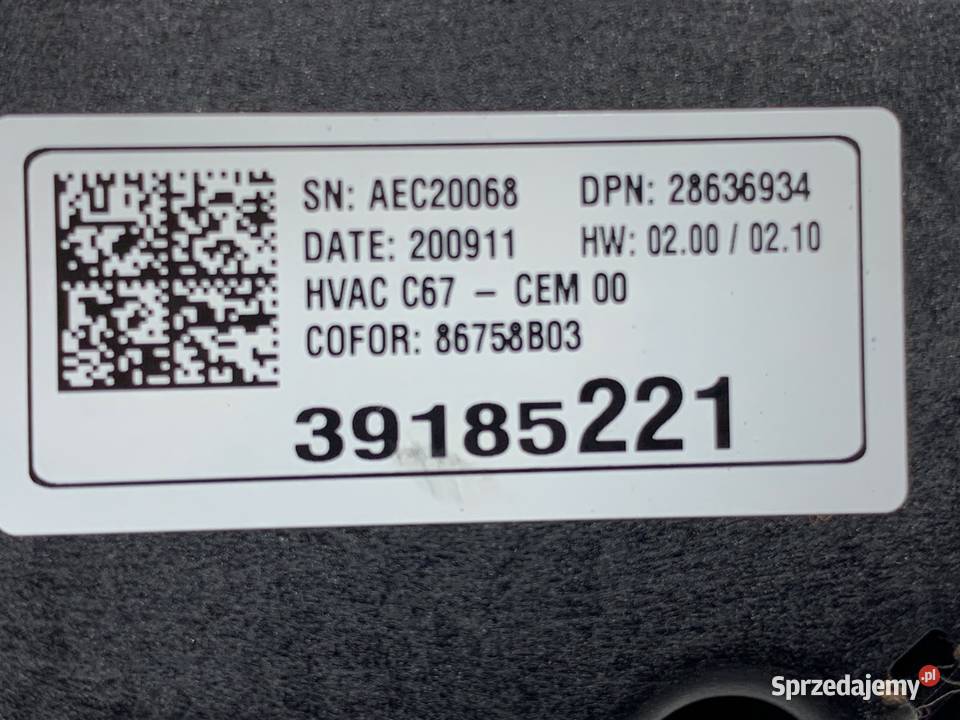 SN: AEC20068 DPN: 28636934
DATE: 200911 HW: 02.00 / 02.10
HVAC C67 - CEM 00
COFOR: 86758B03
39185221
Sprzedajemy.pl